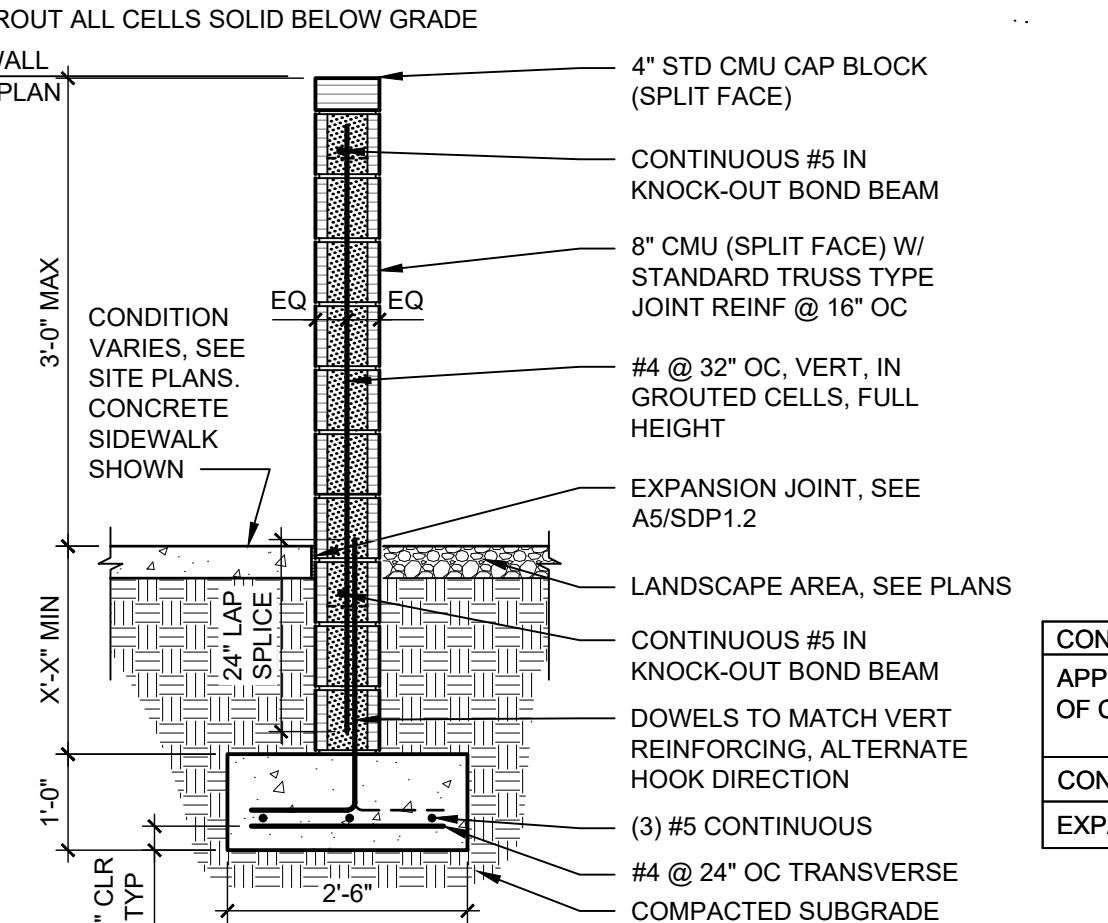 ROUT ALL CELLS SOLID BELOW GRADE
WALL
PLAN
4" STD CMU CAP BLOCK
(SPLIT FACE)
CONTINUOUS #5 IN
KNOCK-OUT BOND BEAM
8" CMU (SPLIT FACE) W/
STANDARD TRUSS TYPE
JOINT REINF @ 16" OC
EQ
EQ
3'-0" MAX
CONDITION
VARIES, SEE
SITE PLANS.
CONCRETE
SIDEWALK
SHOWN
#4 @ 32" OC, VERT, IN
GROUTED CELLS, FULL
HEIGHT
EXPANSION JOINT, SEE
A5/SDP1.2
LANDSCAPE AREA, SEE PLANS
X'-X" MIN
24" LAP
SPLICE
CONTINUOUS #5 IN
KNOCK-OUT BOND BEAM
DOWELS TO MATCH VERT
REINFORCING, ALTERNATE
HOOK DIRECTION
1'-0"
(3) #5 CONTINUOUS
#4 @ 24" OC TRANSVERSE
COMPACTED SUBGRADE
" CLR
TYP
2'-6"
CON
APP
OF
CON
EXP